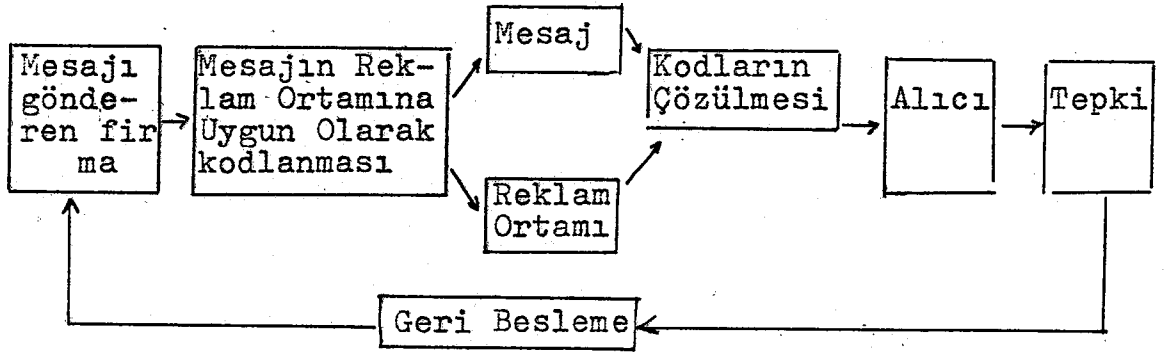 Mesajı
gönde-
ren fir
ma
Mesajın Rek-
lam Ortamına
Uygun Olarak
kodlanması
Mesaj
Reklam
Ortamı
Kodların
Çözülmesi
Alıcı
Tepki
Geri Besleme